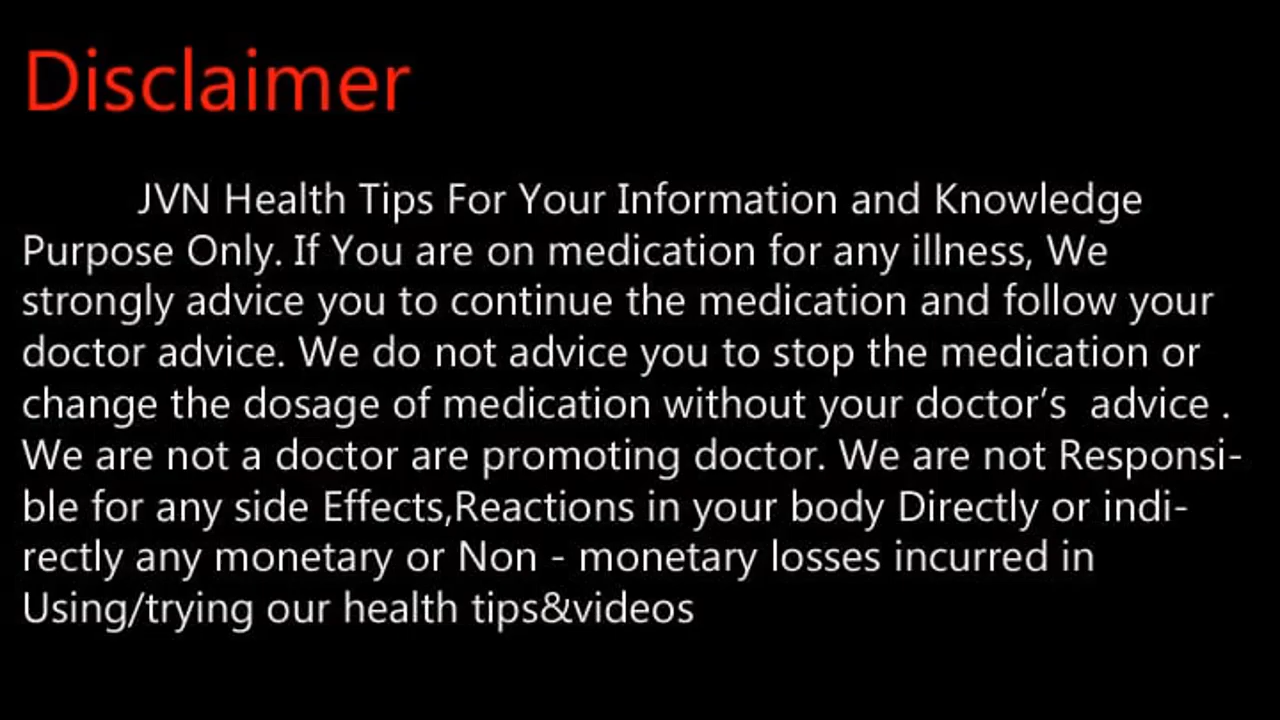 Disclaimer
JVN Health Tips For Your Information and Knowledge
Purpose Only. If You are on medication for any illness, We
strongly advice you to continue the medication and follow your
doctor advice. We do not advice you to stop the medication or
change the dosage of medication without your doctor’s  advice .
We are not a doctor are promoting doctor. We are not Responsi-
ble for any side Effects,Reactions in your body Directly or indi-
rectly any monetary or Non - monetary losses incurred in
Using/trying our health tips&videos